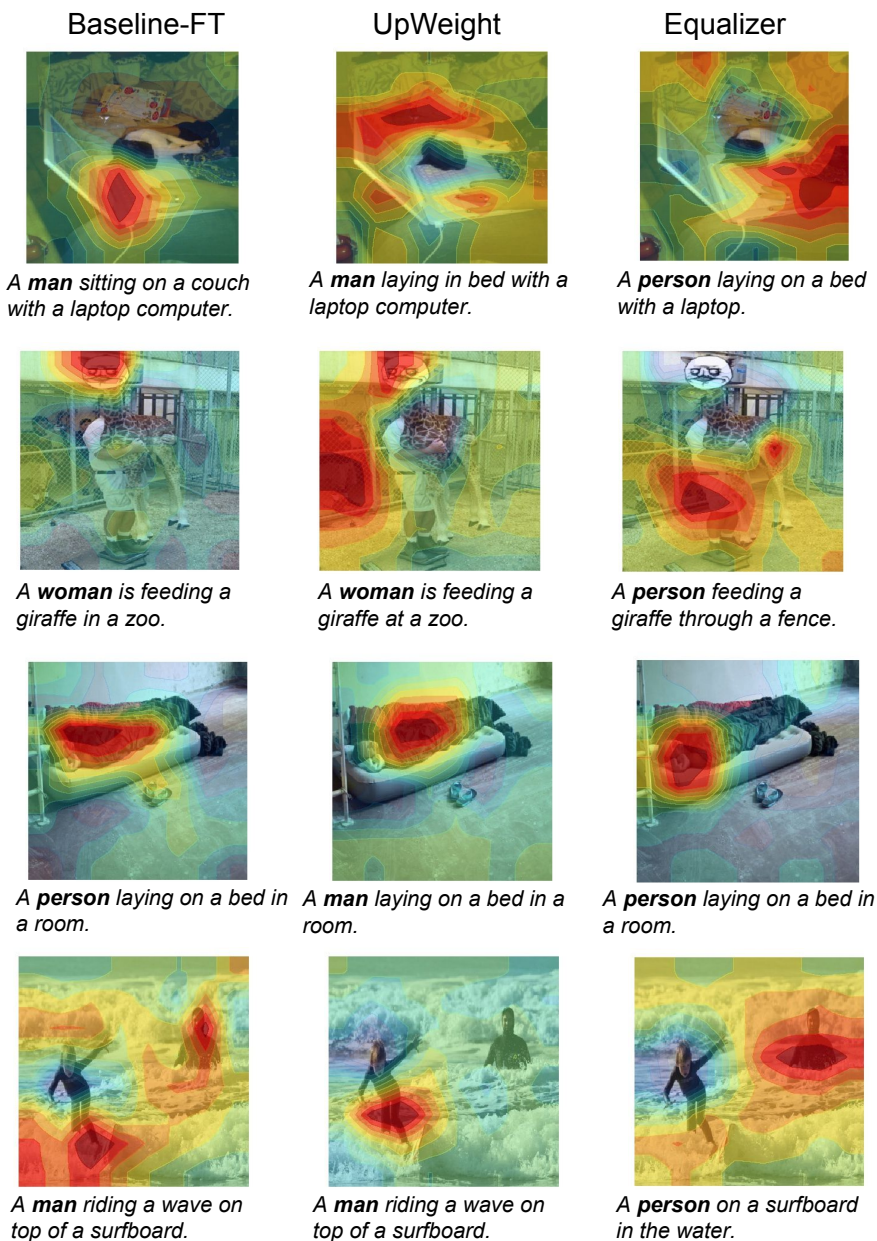 Baseline-FT UpWeight Equalizer
A man sitting on a couch
with a laptop computer.
A man laying in bed with a
laptop computer.
A person laying on a bed
with a laptop.
A woman is feeding a
giraffe in a zoo.
A woman is feeding a
giraffe at a zoo.
A person feeding a
giraffe through a fence.
A person laying on a bed in
a room.
A man laying on a bed in a
room.
A person laying on a bed in
a room.
A man riding a wave on
top of a surfboard.
A man riding a wave on
top of a surfboard.
A person on a surfboard
in the water.